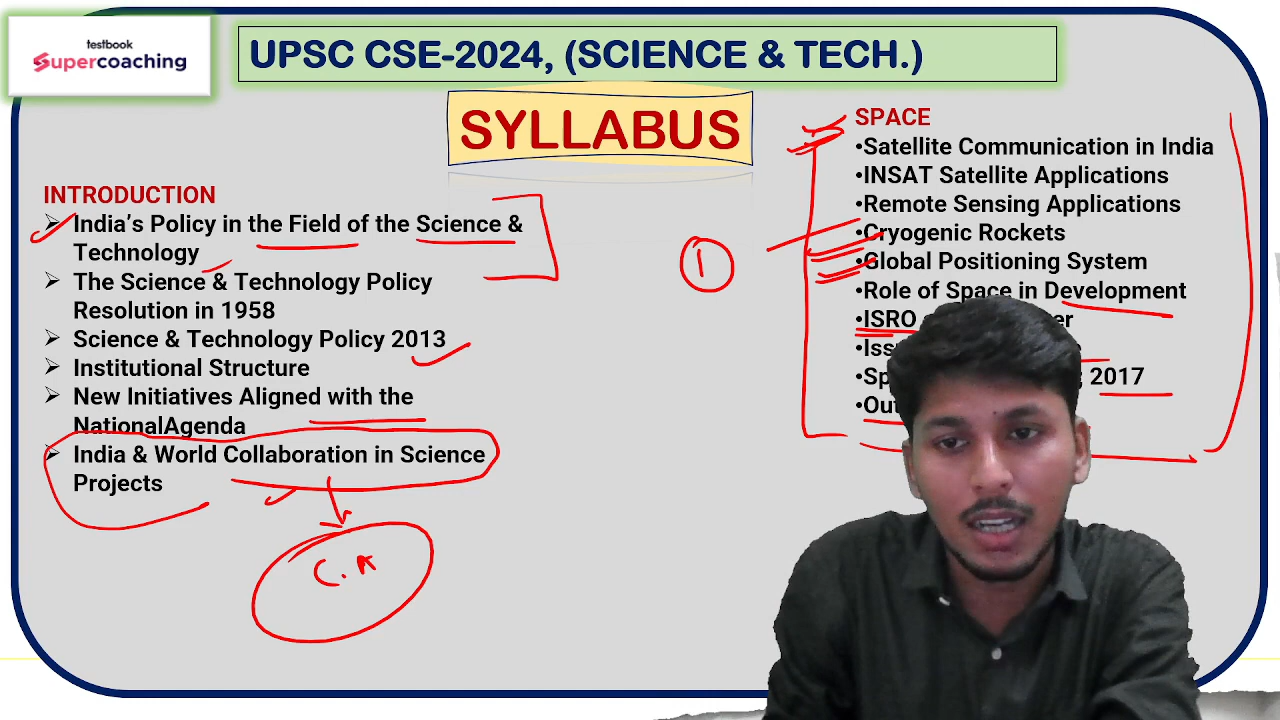 testbook
Supercoaching
UPSC CSE-2024, (SCIENCE & TECH.)
SYLLABUS
INTRODUCTION
India's Policy in the Field of the Science &
Technology
The Science & Technology Policy
Resolution in 1958
Science & Technology Policy 2013
Institutional Structure
New Initiatives Aligned with the
NationalAgenda
India & World Collaboration in Science
Projects
C.A
1
SPACE
•Satellite Communication in India
•INSAT Satellite Applications
•Remote Sensing Applications
•Cryogenic Rockets
•Global Positioning System
•Role of Space in Development
•ISRO
2017